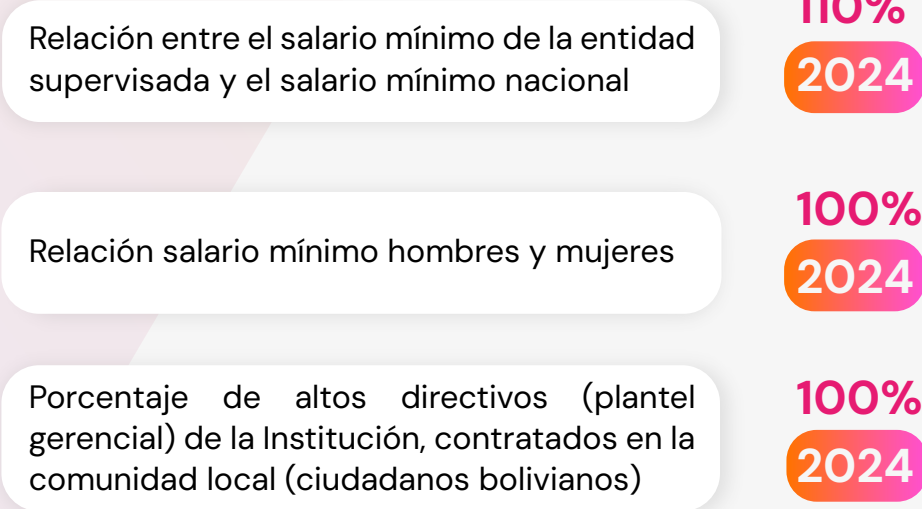 110%
Relación entre el salario mínimo de la entidad
supervisada y el salario mínimo nacional
2024
100%
Relación salario mínimo hombres y mujeres
2024
Porcentaje de altos directivos (plantel
gerencial) de la Institución, contratados en la
comunidad local (ciudadanos bolivianos)
100%
2024